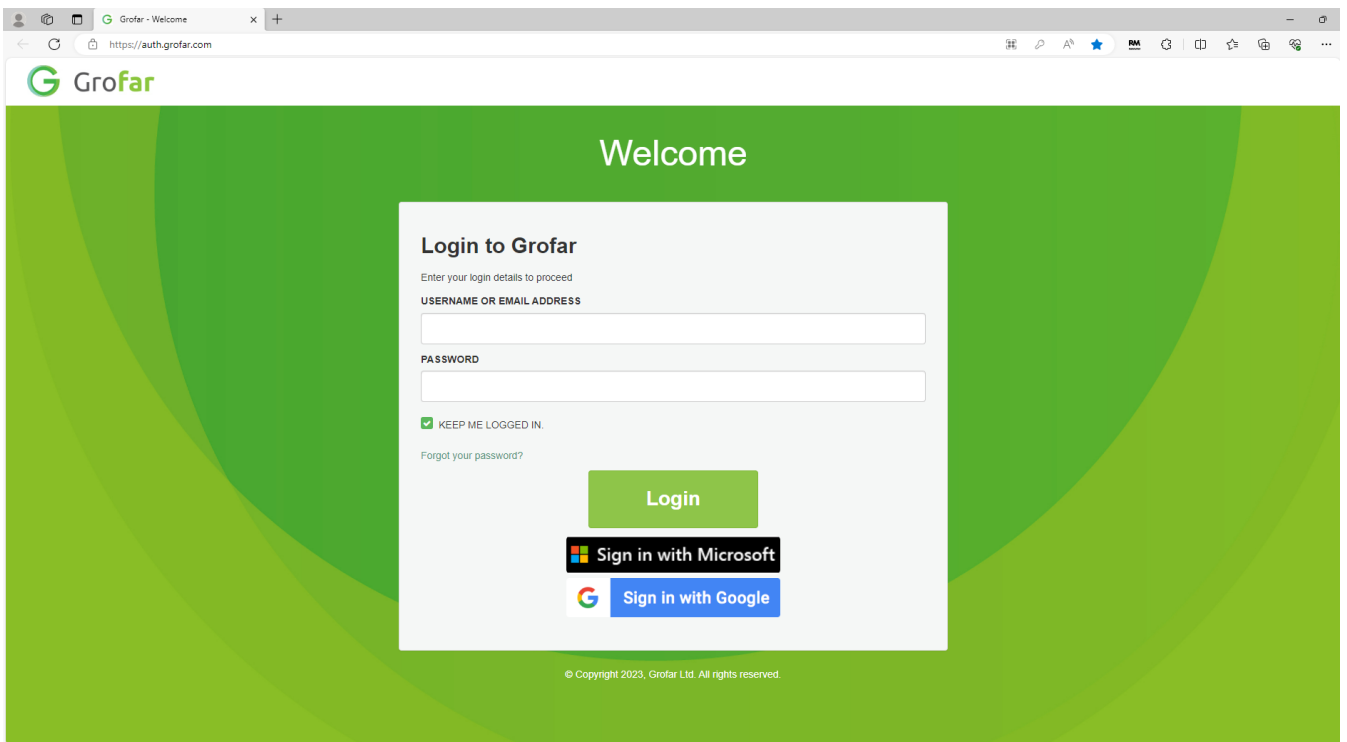 Grofar - Welcome
https://auth.grofar.com
RM
Grofar
Welcome
Login to Grofar
Enter your login details to proceed
USERNAME OR EMAIL ADDRESS
PASSWORD
KEEP ME LOGGED IN.
Forgot your password?
Login
Sign in with Microsoft
Sign in with Google
© Copyright 2023, Grofar Ltd. All rights reserved.